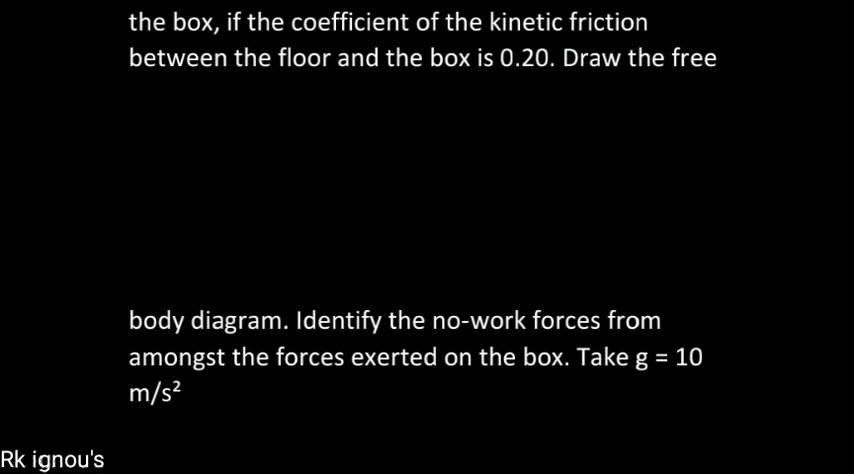 the box, if the coefficient of the kinetic friction
between the floor and the box is 0.20. Draw the free
body diagram. Identify the no-work forces from
amongst the forces exerted on the box. Take g = 10
m/s²
Rk ignou's